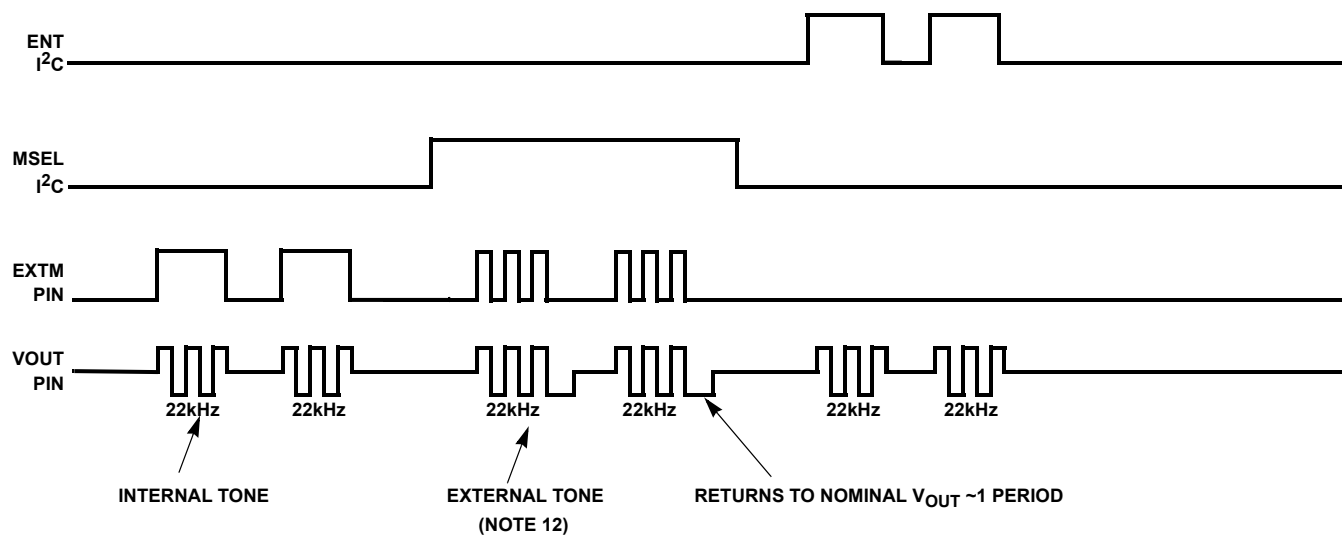 ENT
I²C
MSEL
I²C
EXTM
PIN
VOUT
PIN
22kHz 22kHz 22kHz 22kHz 22kHz 22kHz
INTERNAL TONE
EXTERNAL TONE
(NOTE 12)
RETURNS TO NOMINAL VOUT ~1 PERIOD